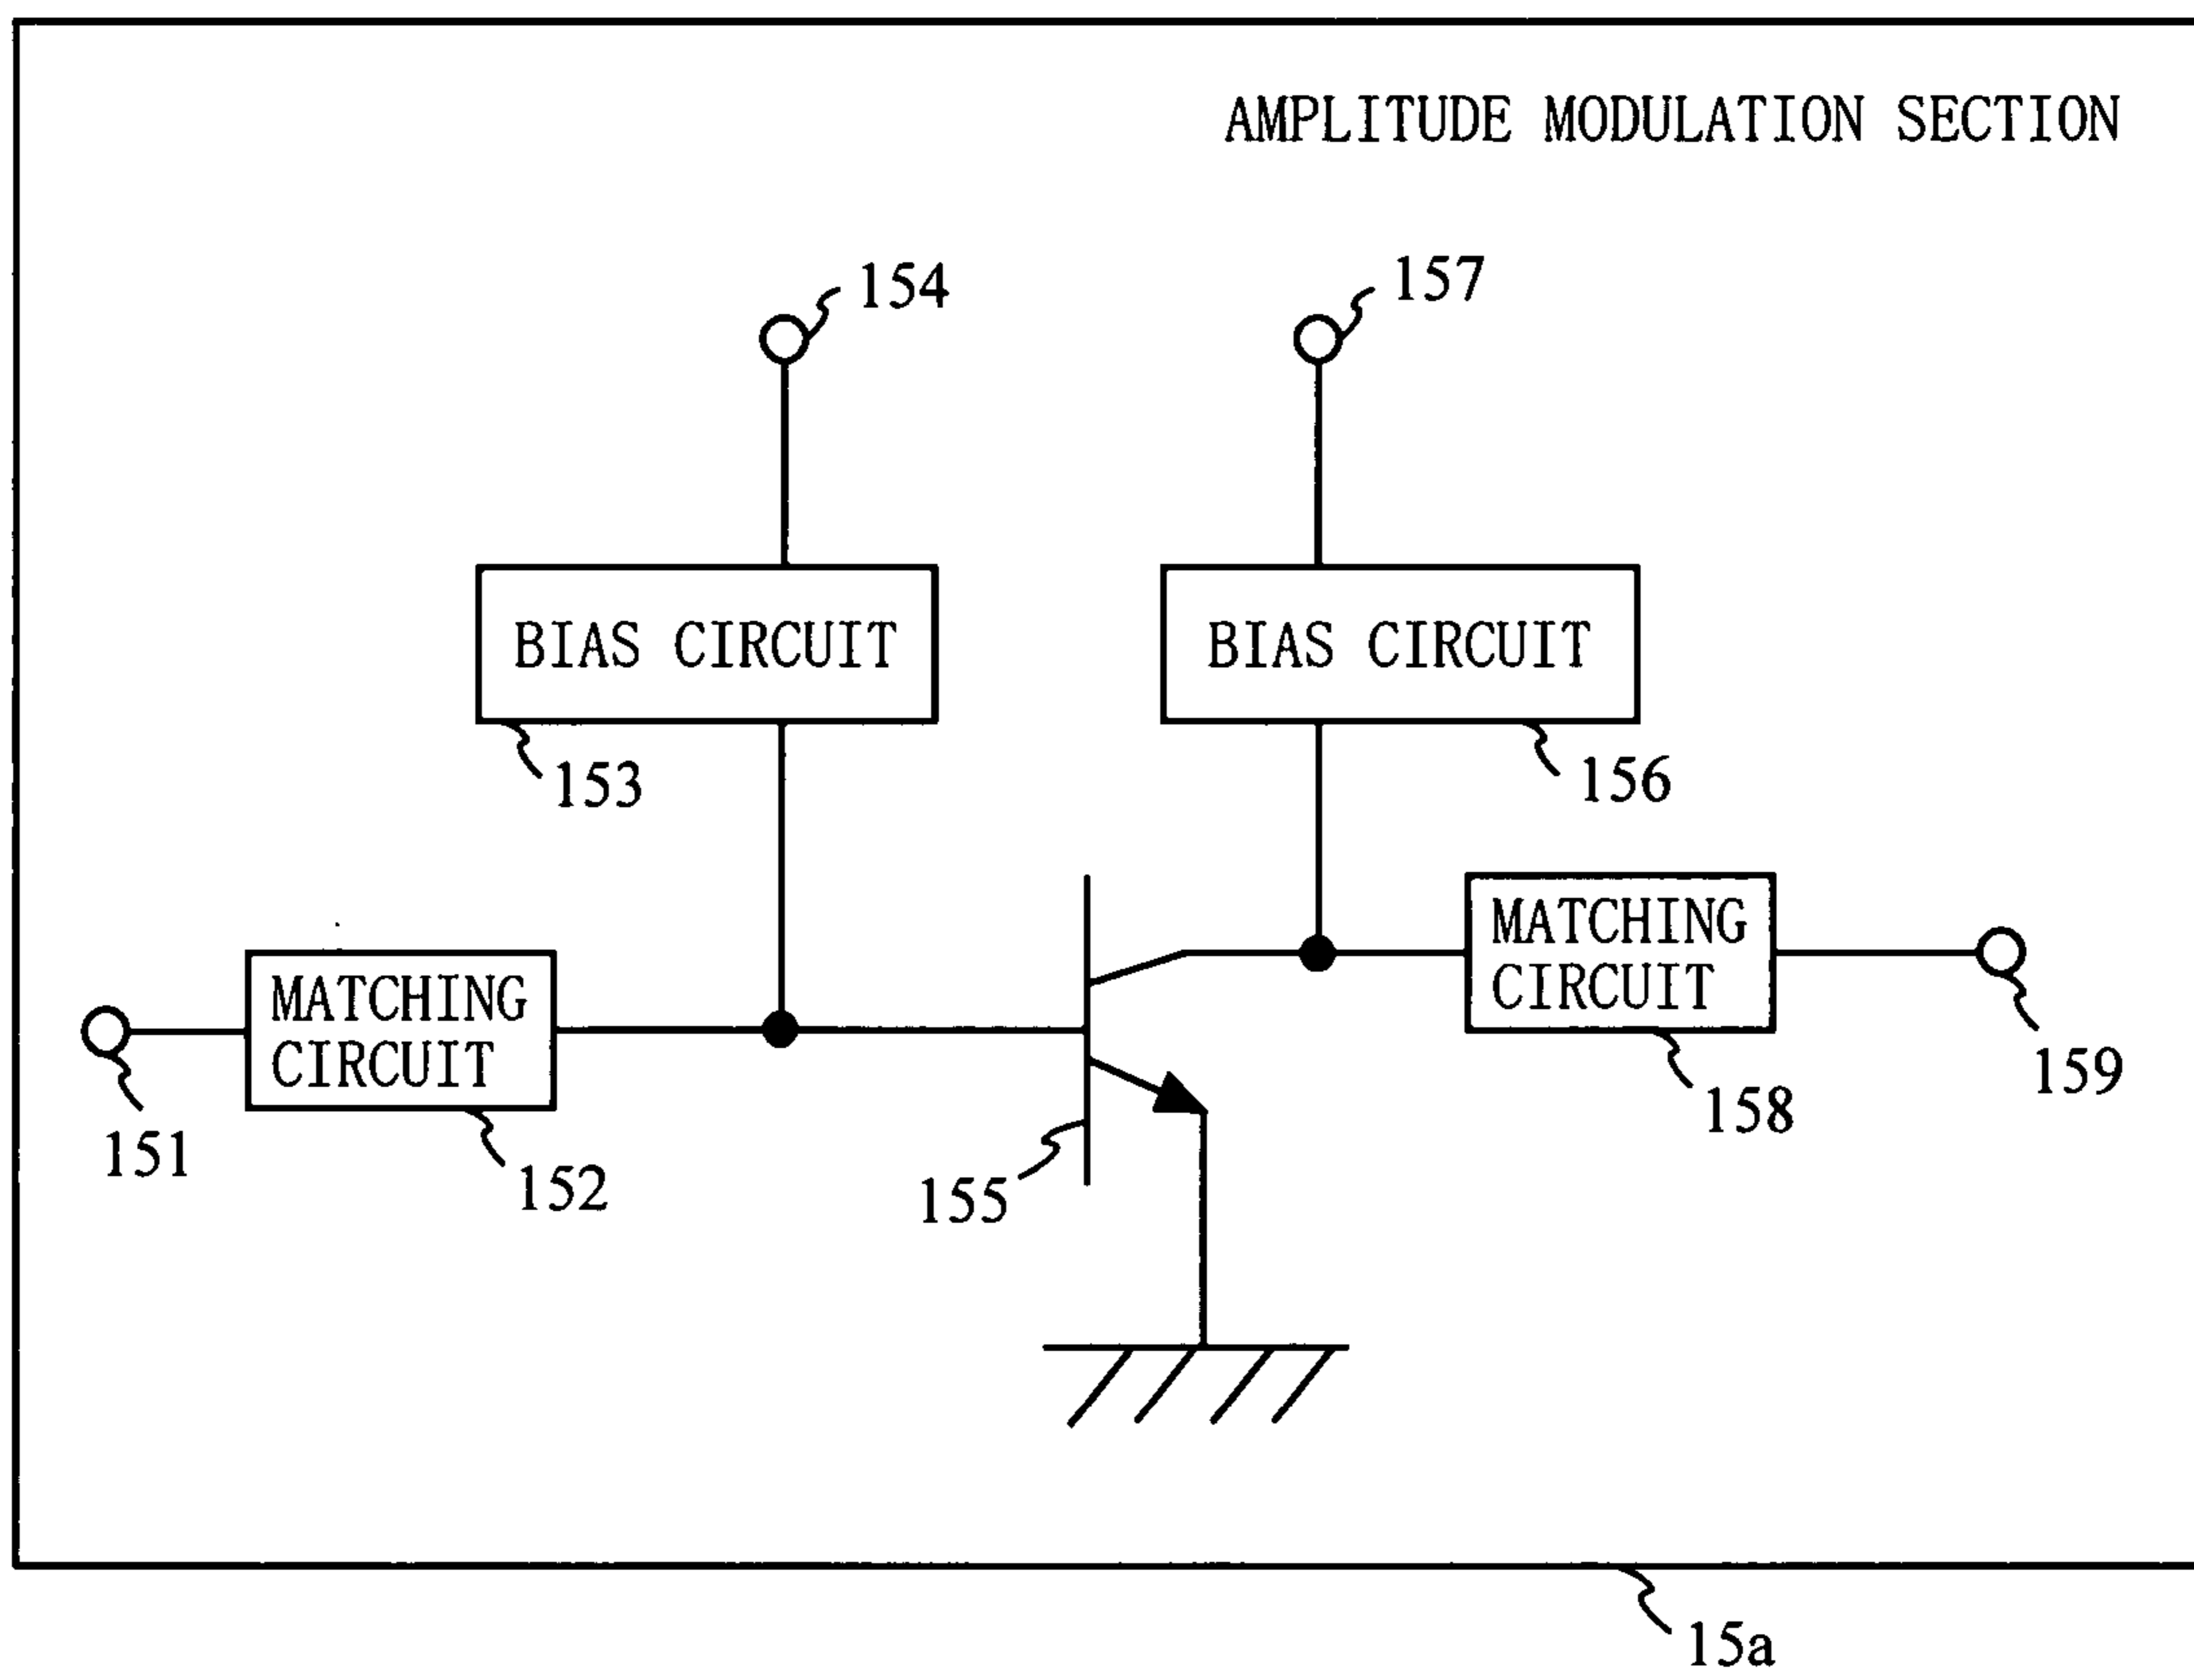 AMPLITUDE MODULATION SECTION
154
157
BIAS CIRCUIT
BIAS CIRCUIT
153
156
MATCHING
CIRCUIT
MATCHING
CIRCUIT
151
152
155
158
159
15a